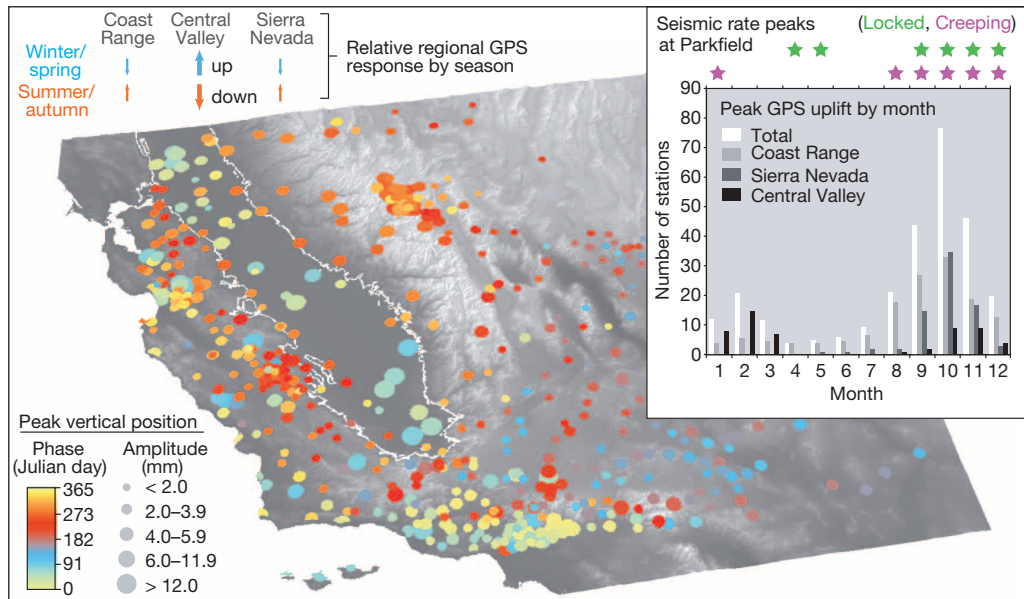 Coast Range
Central Valley
Sierra Nevada
Winter/spring
up
Summer/autumn
down
Relative regional GPS
response by season
Seismic rate peaks
at Parkfield
(Locked, Creeping)
Peak GPS uplift by month
Total
Coast Range
Sierra Nevada
Central Valley
Number of stations
90
80
70
60
50
40
30
20
10
0
1 2 3 4 5 6 7 8 9 10 11 12
Month
Peak vertical position
Phase
(Julian day)
365
273
182
91
0
Amplitude
(mm)
< 2.0
2.0–3.9
4.0–5.9
6.0–11.9
> 12.0